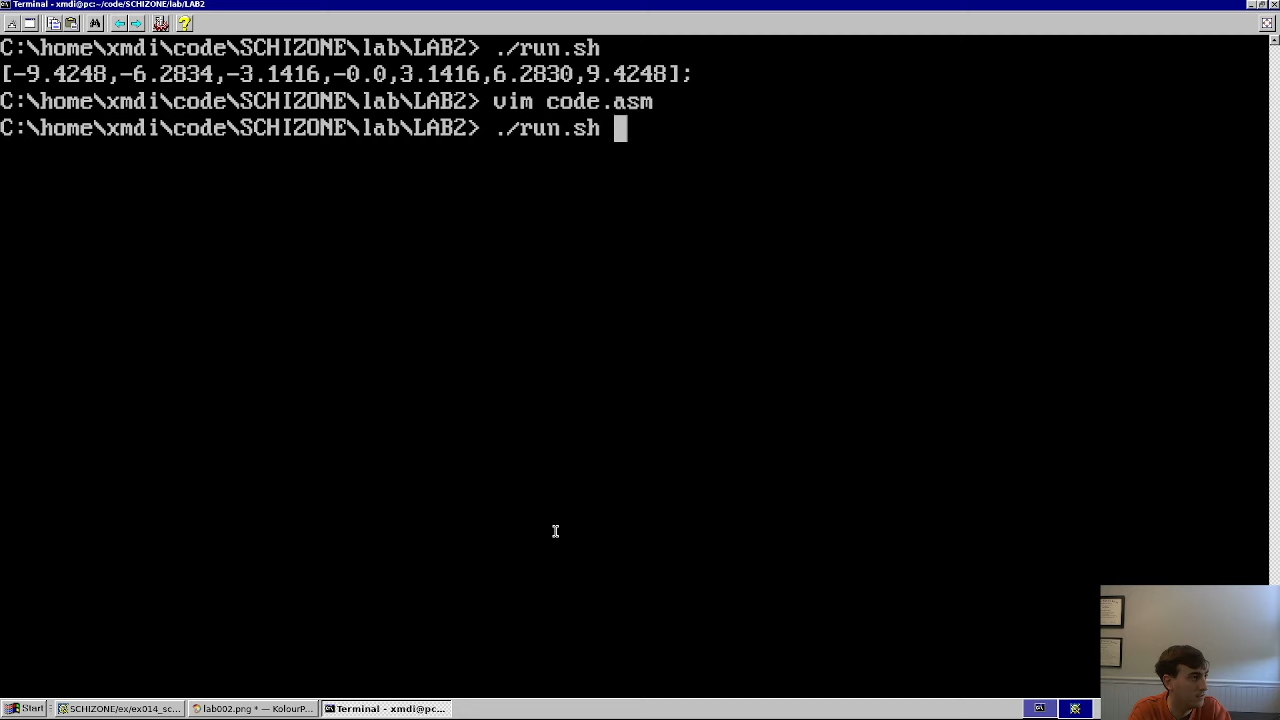 Terminal - xmdi@pc:~/code/SCHIZONE/lab/LAB2
C:\home\xmdi\code\SCHIZONE\lab\LAB2> ./run.sh
[-9.4248,-6.2834,-3.1416,-0.0,3.1416,6.2830,9.4248];
C:\home\xmdi\code\SCHIZONE\lab\LAB2> vim code.asm
C:\home\xmdi\code\SCHIZONE\lab\LAB2> ./run.sh
Start SCHIZONE/ex/ex014_sc... lab002.png * — KolourP... Terminal - xmdi@pc:~/c...